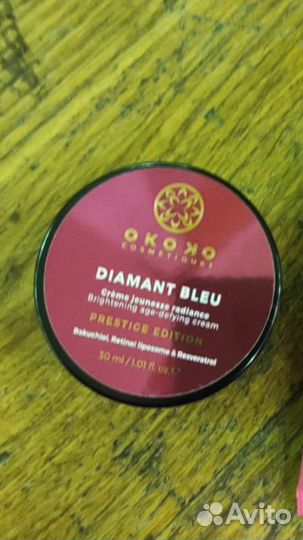 OKOKO
COSMÉTIQUES
DIAMANT BLEU
Crème jeunesse radiance
Brightening age-defying cream
PRESTIGE EDITION
Bakuchiol, Retinol liposome & Resveratrol
30 ml / 1.01 fl.oz. ℮
Avito